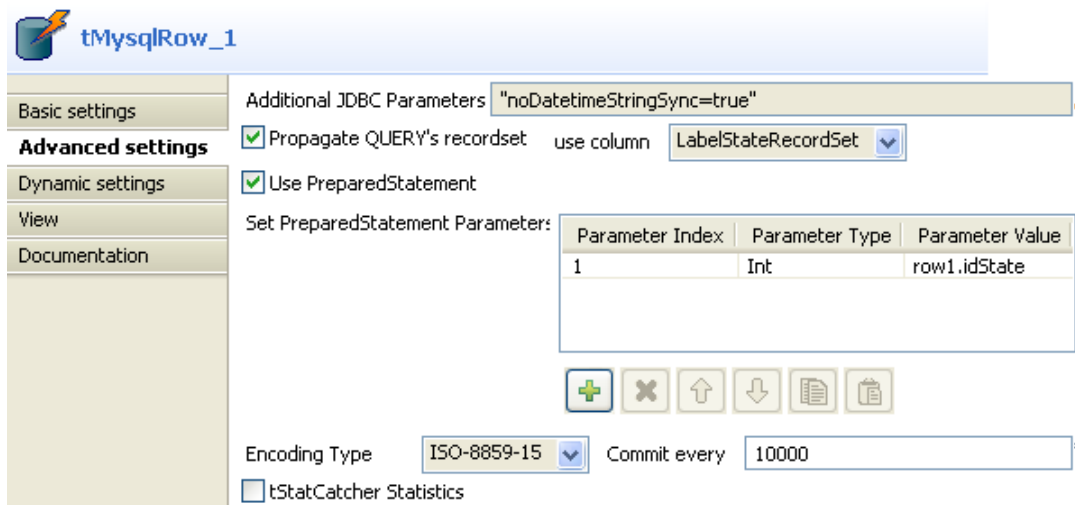 tMysqlRow_1
Basic settings
Advanced settings
Dynamic settings
View
Documentation
Additional JDBC Parameters "noDatetimeStringSync=true"
Propagate QUERY's recordset use column LabelStateRecordSet
Use PreparedStatement
Set PreparedStatement Parameters
Parameter Index Parameter Type Parameter Value
1 Int row1.idState
Encoding Type ISO-8859-15 Commit every 10000
tStatCatcher Statistics